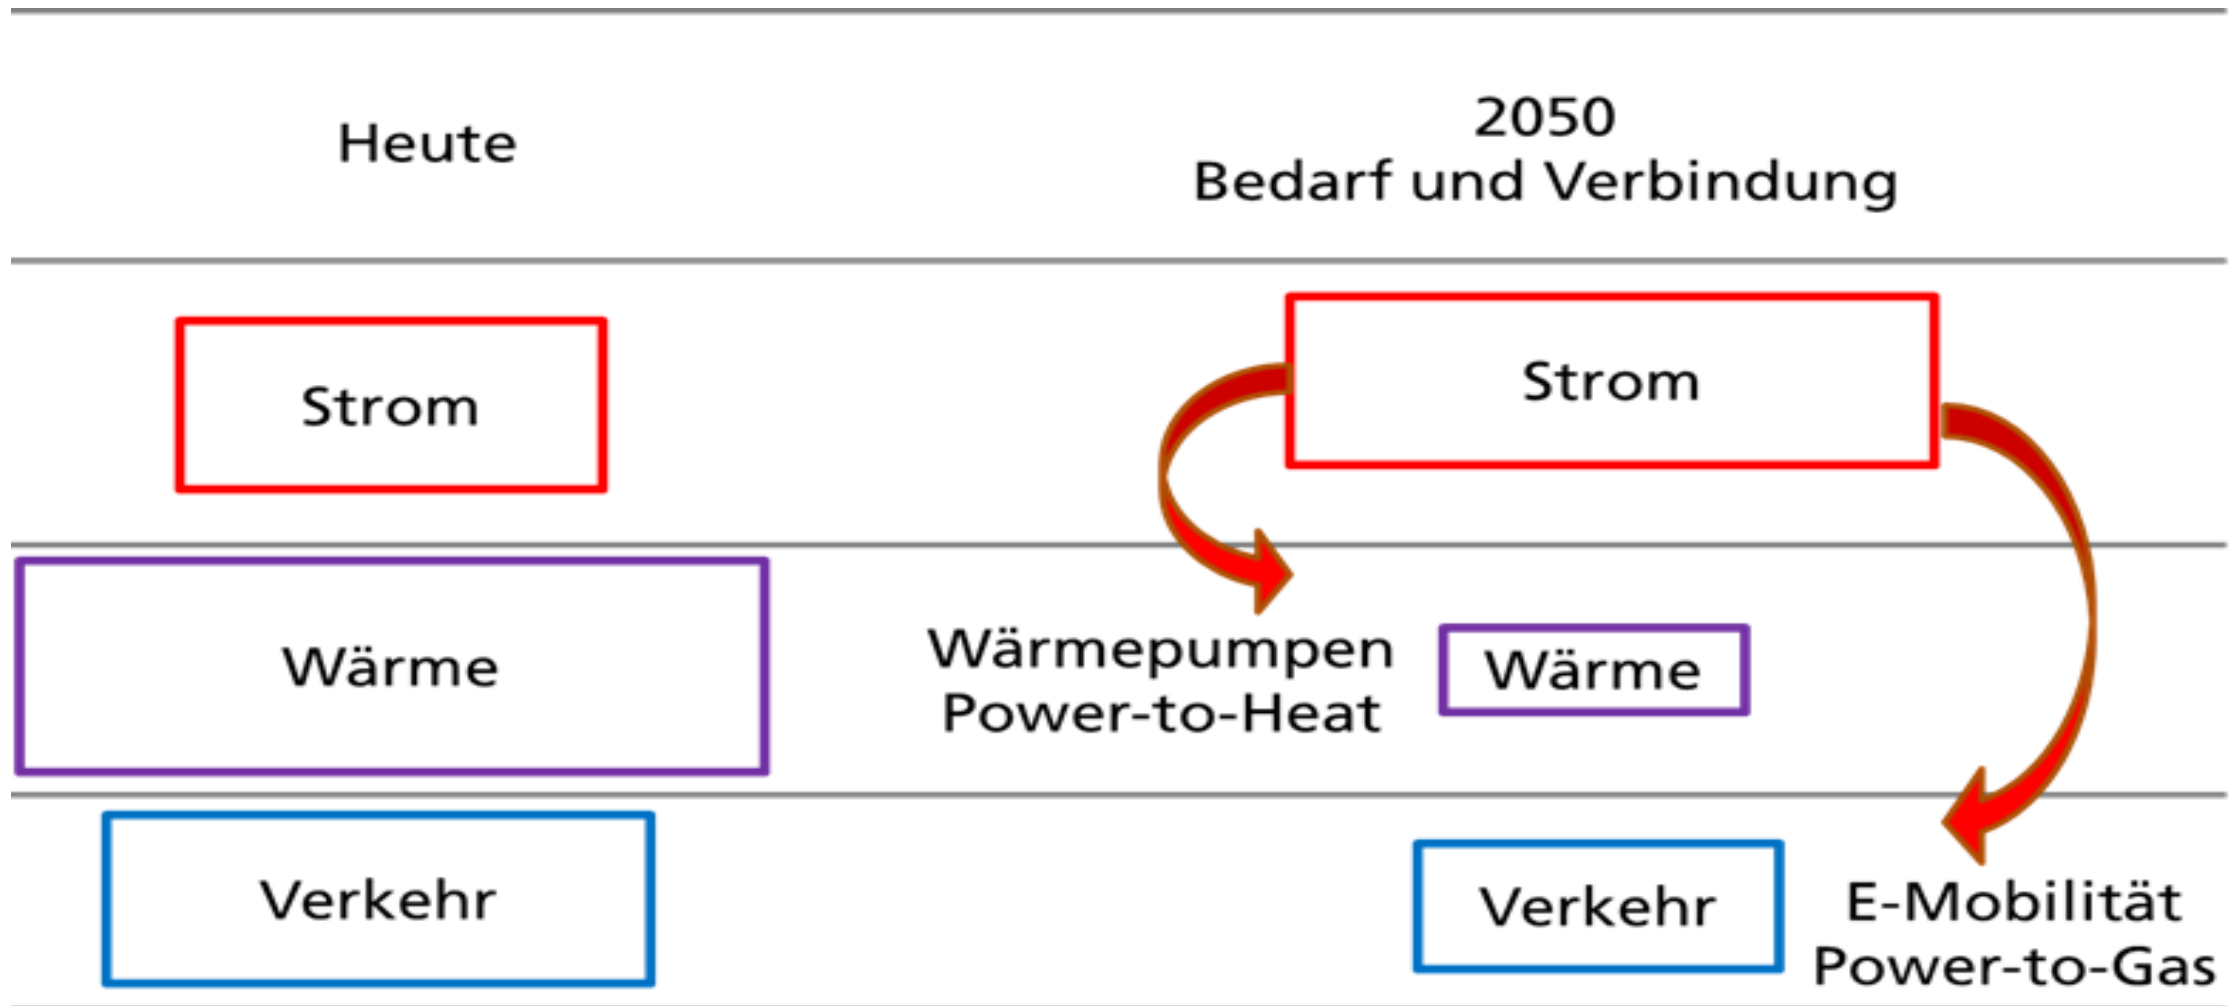 Heute
2050
Bedarf und Verbindung
Strom
Strom
Wärme
Wärmepumpen
Power-to-Heat
Wärme
Verkehr
Verkehr
E-Mobilität
Power-to-Gas